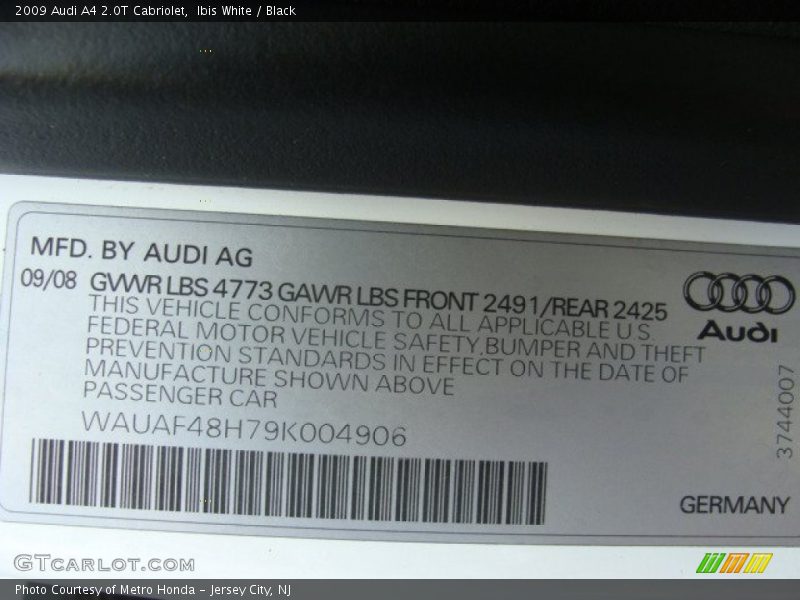 2009 Audi A4 2.0T Cabriolet,  Ibis White / Black
MFD. BY AUDI AG
09/08 GVWR LBS 4773 GAWR LBS FRONT 2491/REAR 2425
THIS VEHICLE CONFORMS TO ALL APPLICABLE U S
FEDERAL MOTOR VEHICLE SAFETY BUMPER AND THEFT
PREVENTION STANDARDS IN EFFECT ON THE DATE OF
MANUFACTURE SHOWN ABOVE
PASSENGER CAR
WAUAF48H79K004906
Audi
3744007
GERMANY
GTCARLOT.COM
Photo Courtesy of Metro Honda - Jersey City, NJ